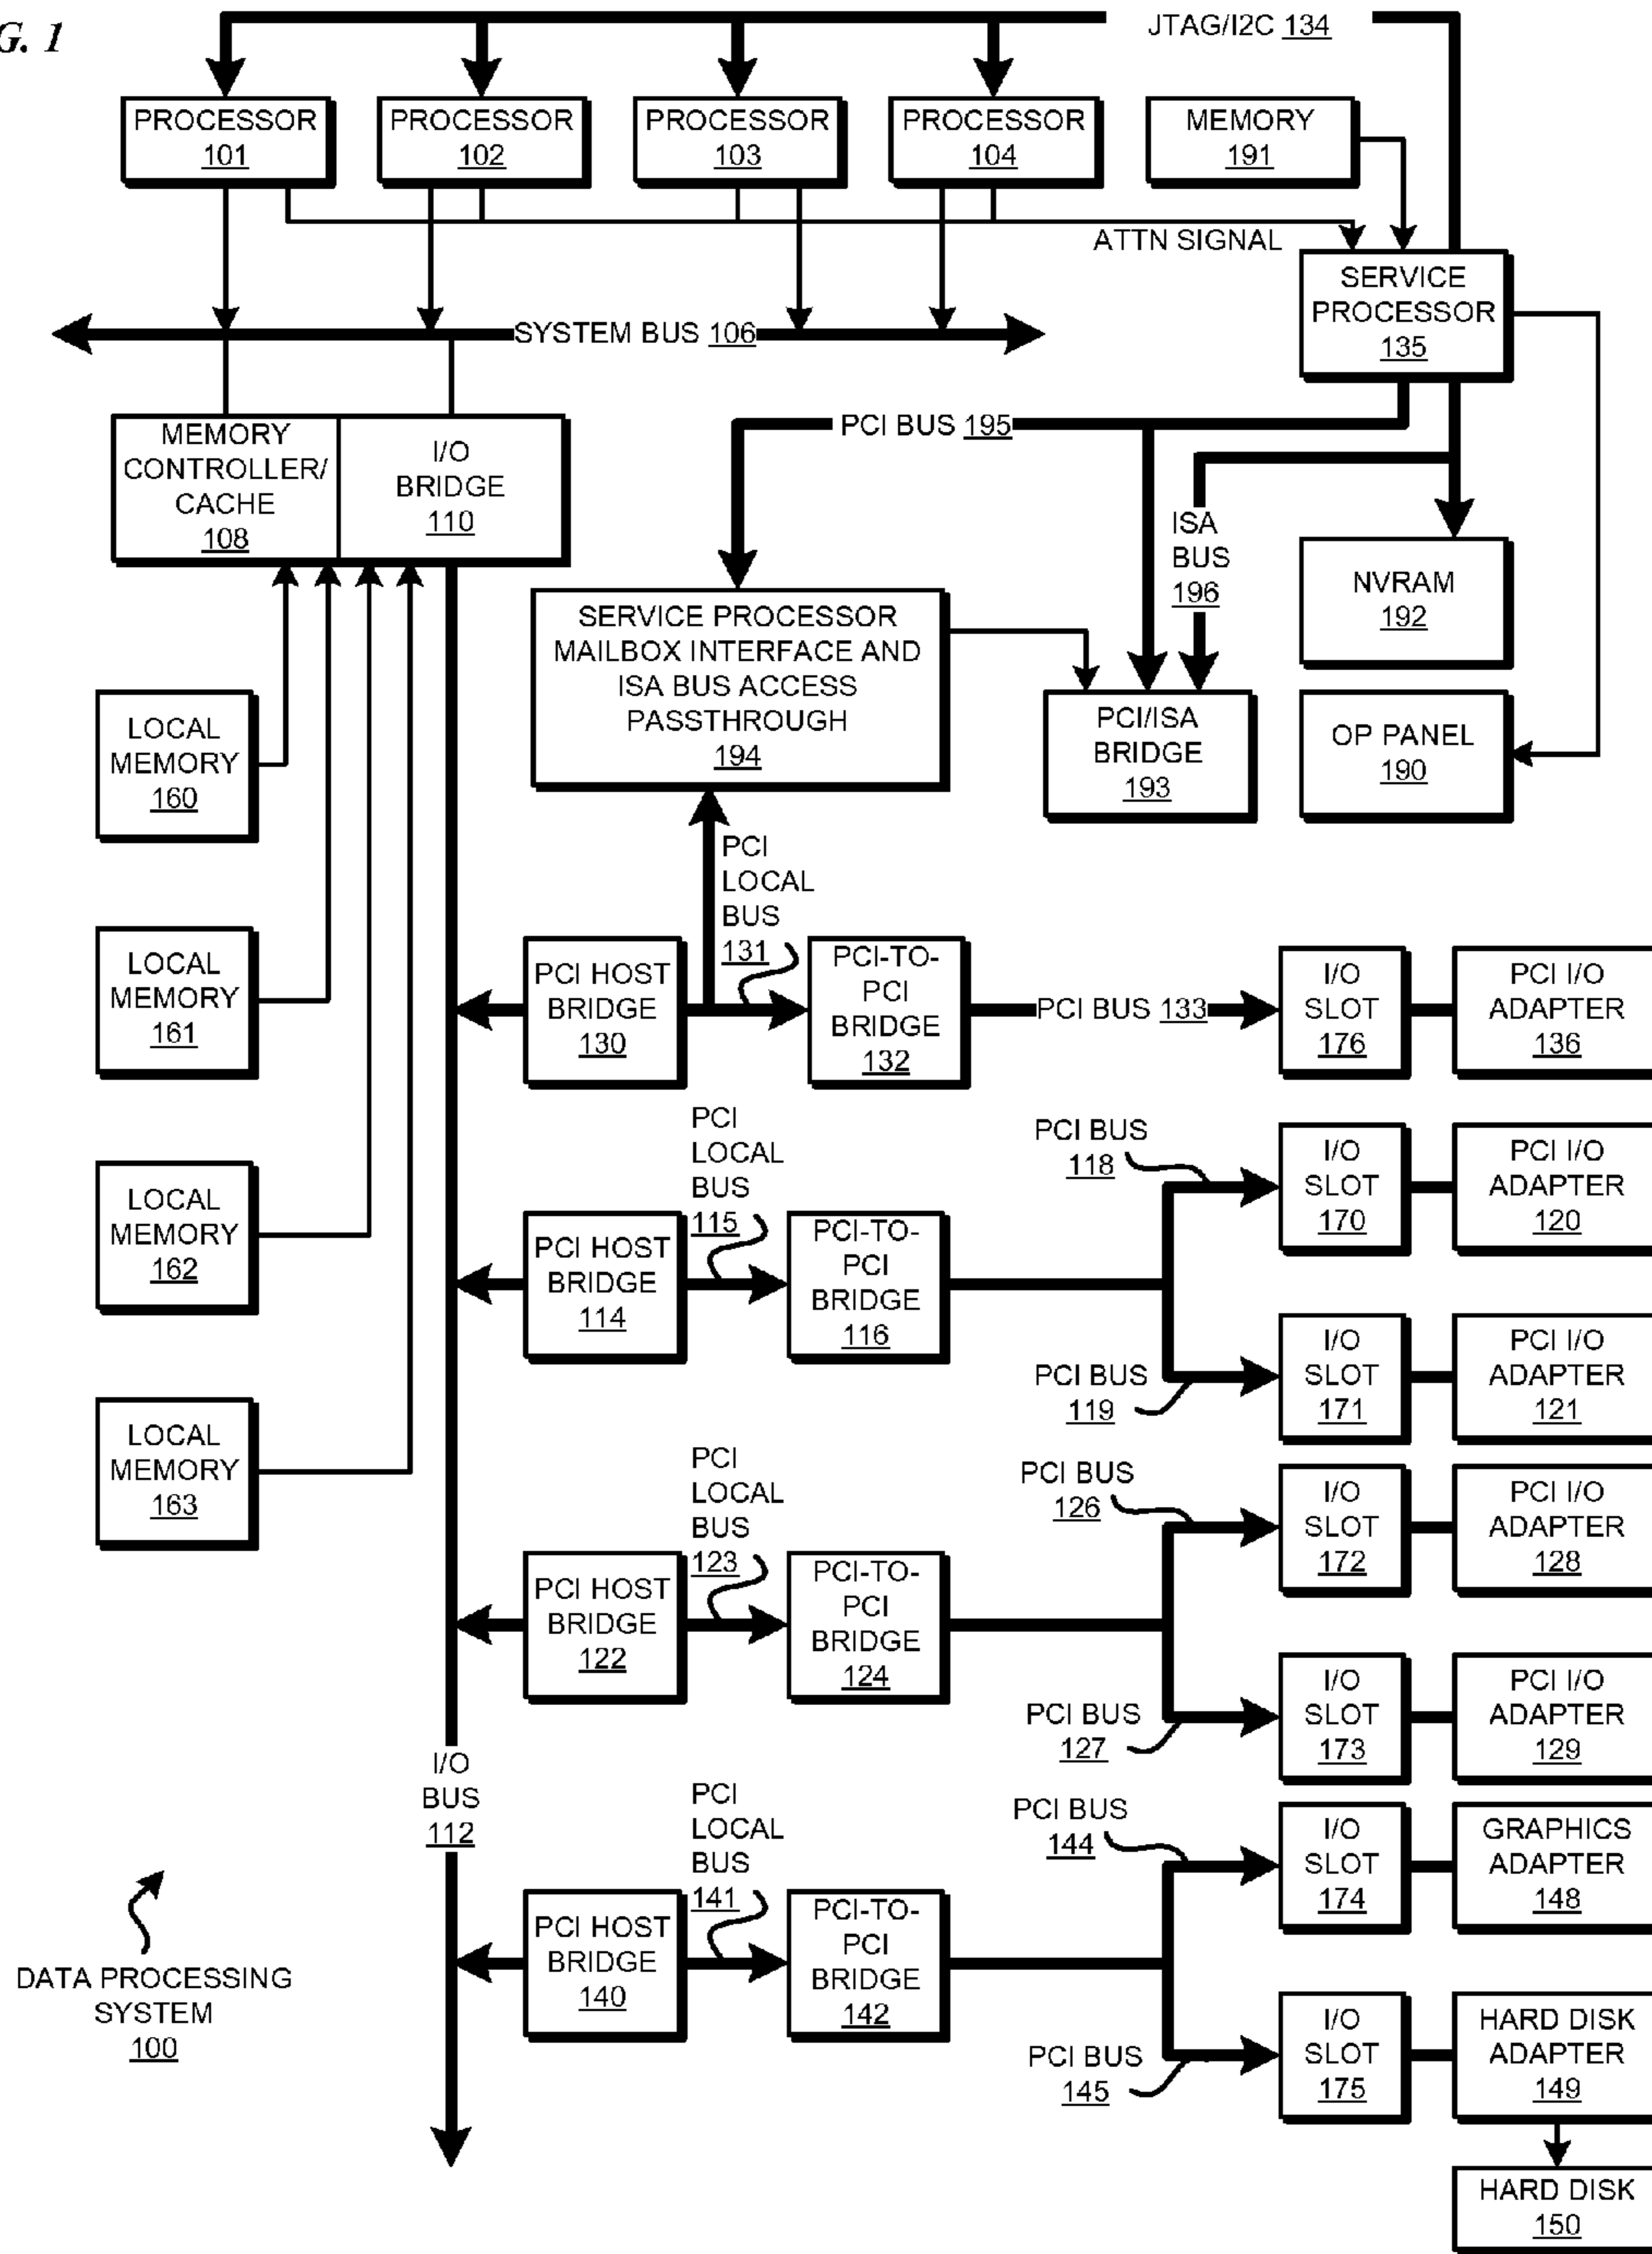 G. 1
JTAG/I2C 134
PROCESSOR
101
PROCESSOR
102
PROCESSOR
103
PROCESSOR
104
MEMORY
191
ATTN SIGNAL
SERVICE
PROCESSOR
135
SYSTEM BUS 106
MEMORY
CONTROLLER/
CACHE
108
I/O
BRIDGE
110
PCI BUS 195
ISA
BUS
196
NVRAM
192
SERVICE PROCESSOR
MAILBOX INTERFACE AND
ISA BUS ACCESS
PASSTHROUGH
194
PCI/ISA
BRIDGE
193
OP PANEL
190
LOCAL
MEMORY
160
LOCAL
MEMORY
161
LOCAL
MEMORY
162
LOCAL
MEMORY
163
PCI
LOCAL
BUS
131
PCI HOST
BRIDGE
130
PCI-TO-
PCI
BRIDGE
132
PCI BUS 133
I/O
SLOT
176
PCI I/O
ADAPTER
136
PCI
LOCAL
BUS
115
PCI HOST
BRIDGE
114
PCI-TO-
PCI
BRIDGE
116
PCI BUS
118
I/O
SLOT
170
PCI I/O
ADAPTER
120
PCI BUS
119
I/O
SLOT
171
PCI I/O
ADAPTER
121
PCI
LOCAL
BUS
123
PCI HOST
BRIDGE
122
PCI-TO-
PCI
BRIDGE
124
PCI BUS
126
I/O
SLOT
172
PCI I/O
ADAPTER
128
PCI BUS
127
I/O
SLOT
173
PCI I/O
ADAPTER
129
I/O
BUS
112
PCI
LOCAL
BUS
141
PCI HOST
BRIDGE
140
PCI-TO-
PCI
BRIDGE
142
PCI BUS
144
I/O
SLOT
174
GRAPHICS
ADAPTER
148
PCI BUS
145
I/O
SLOT
175
HARD DISK
ADAPTER
149
HARD DISK
150
DATA PROCESSING
SYSTEM
100